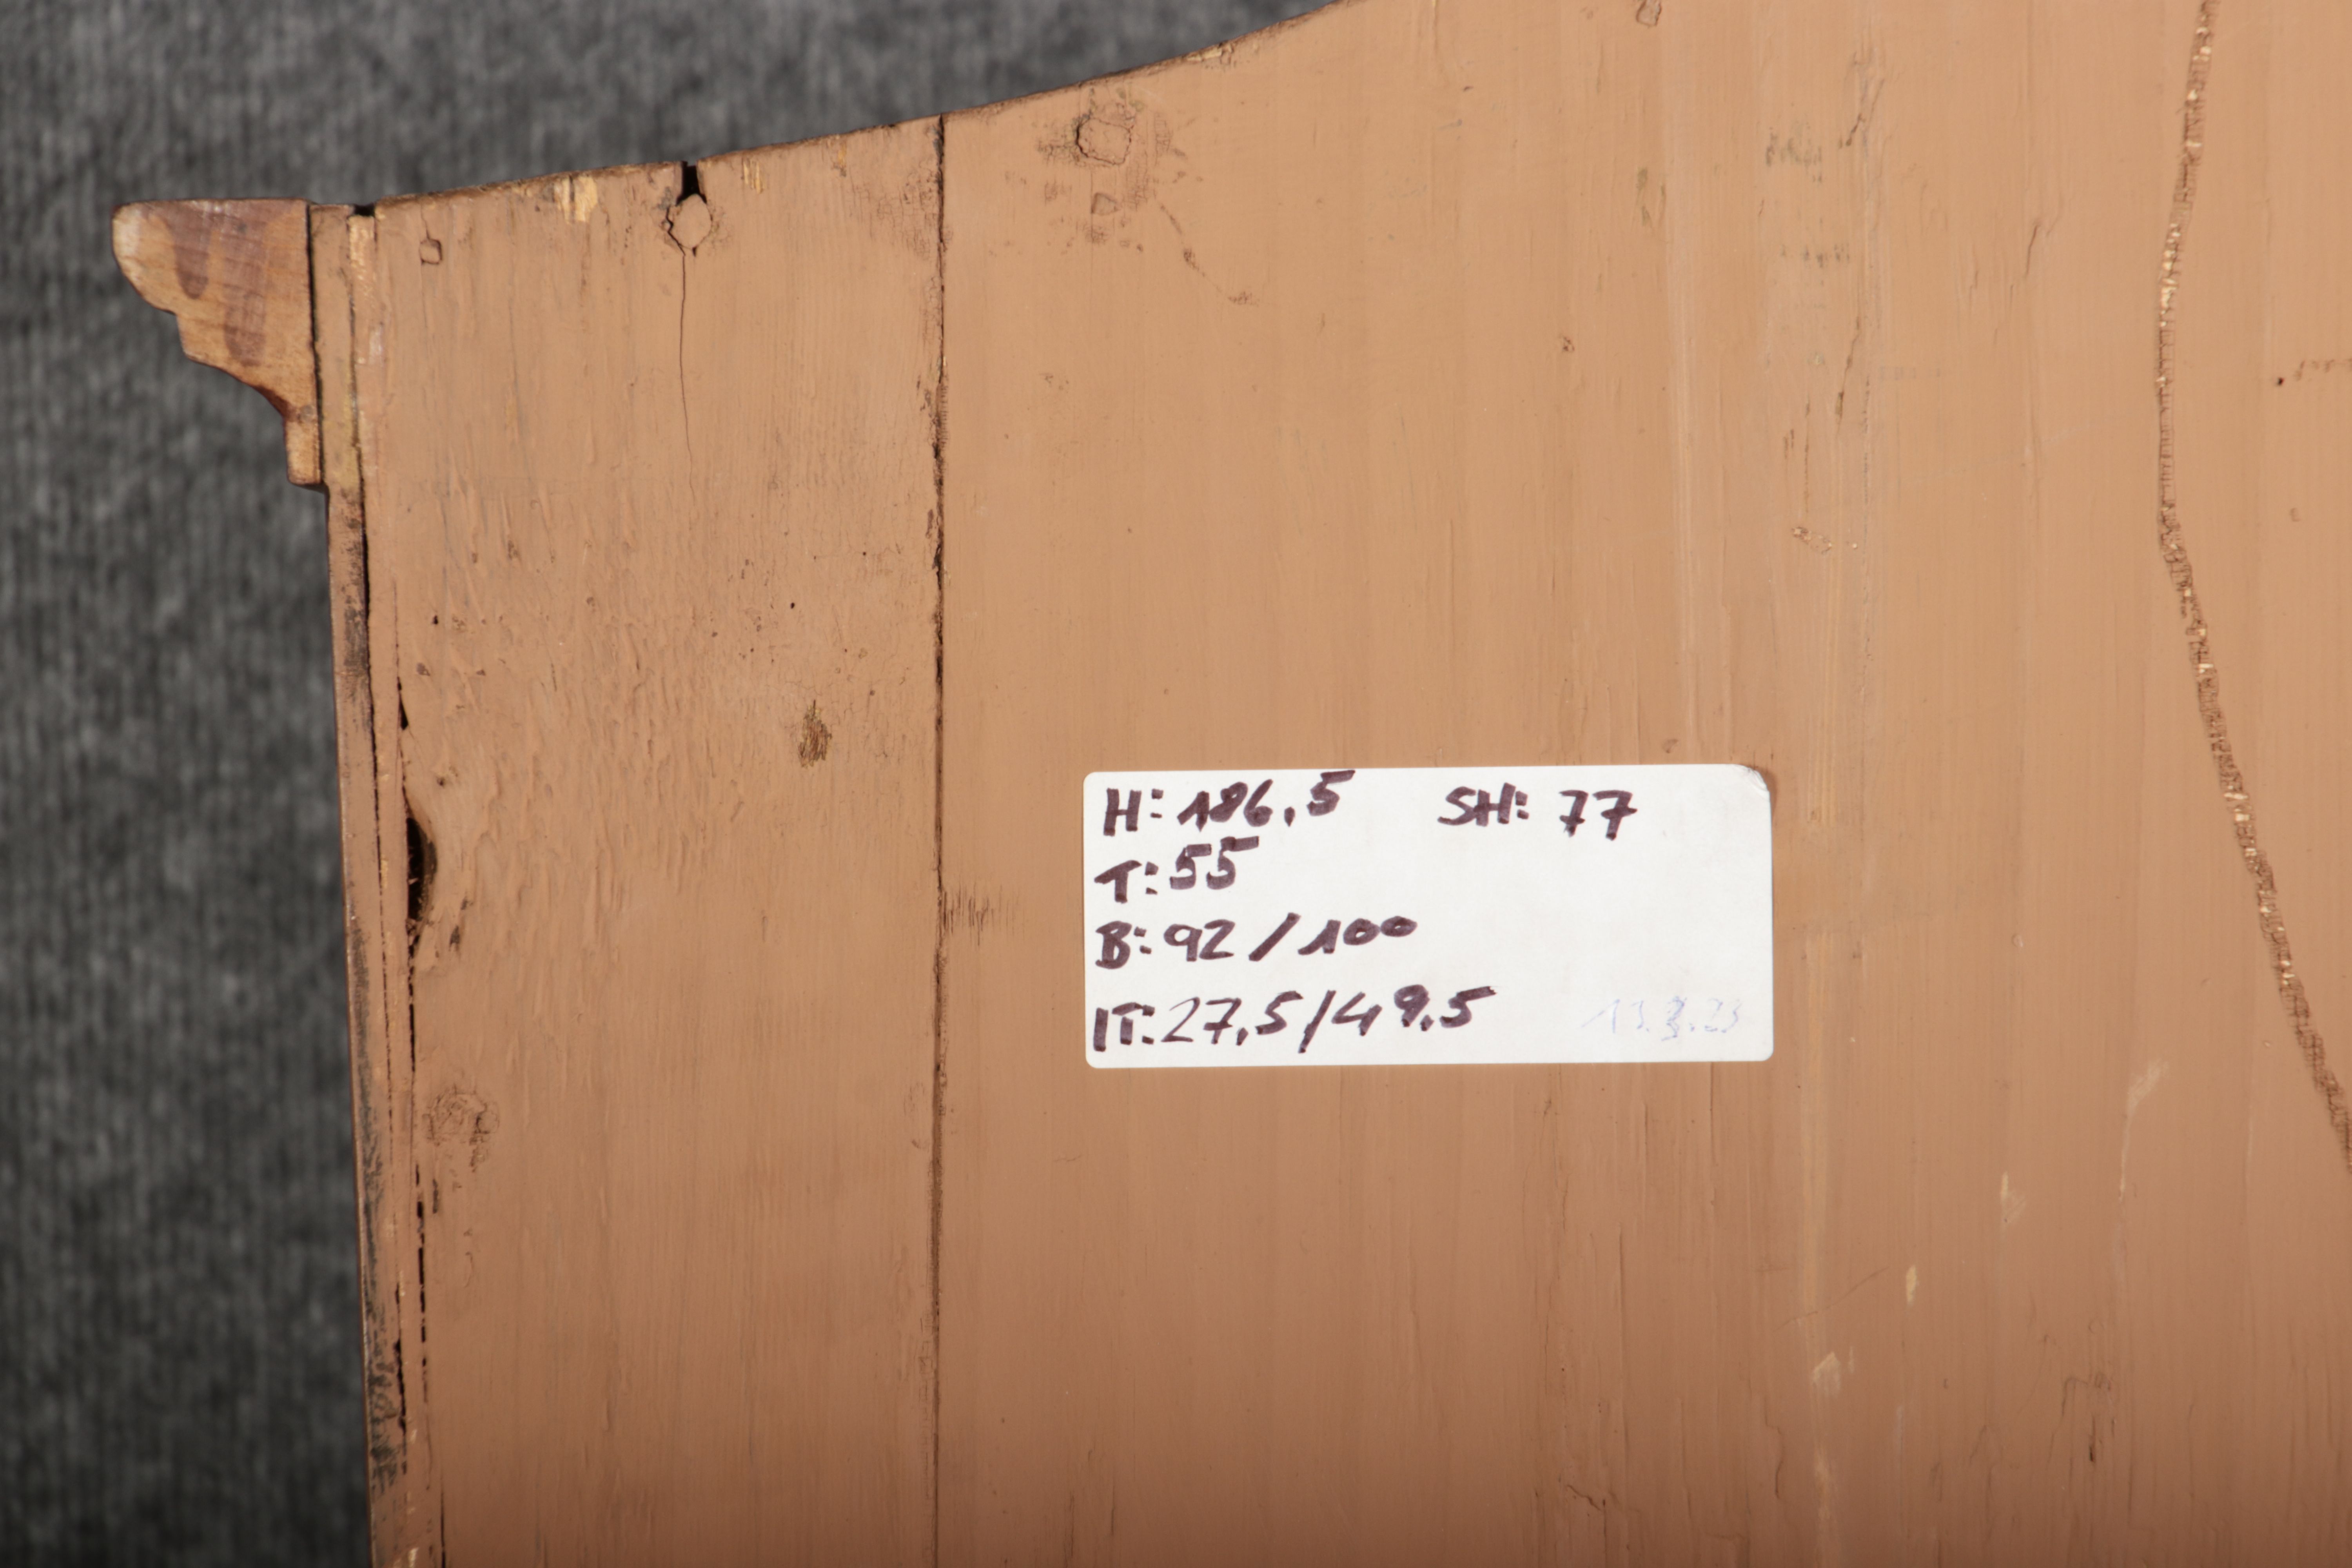 H: 186,5 SH: 77
T: 55
B: 92 / 100
IT: 27,5 / 49,5